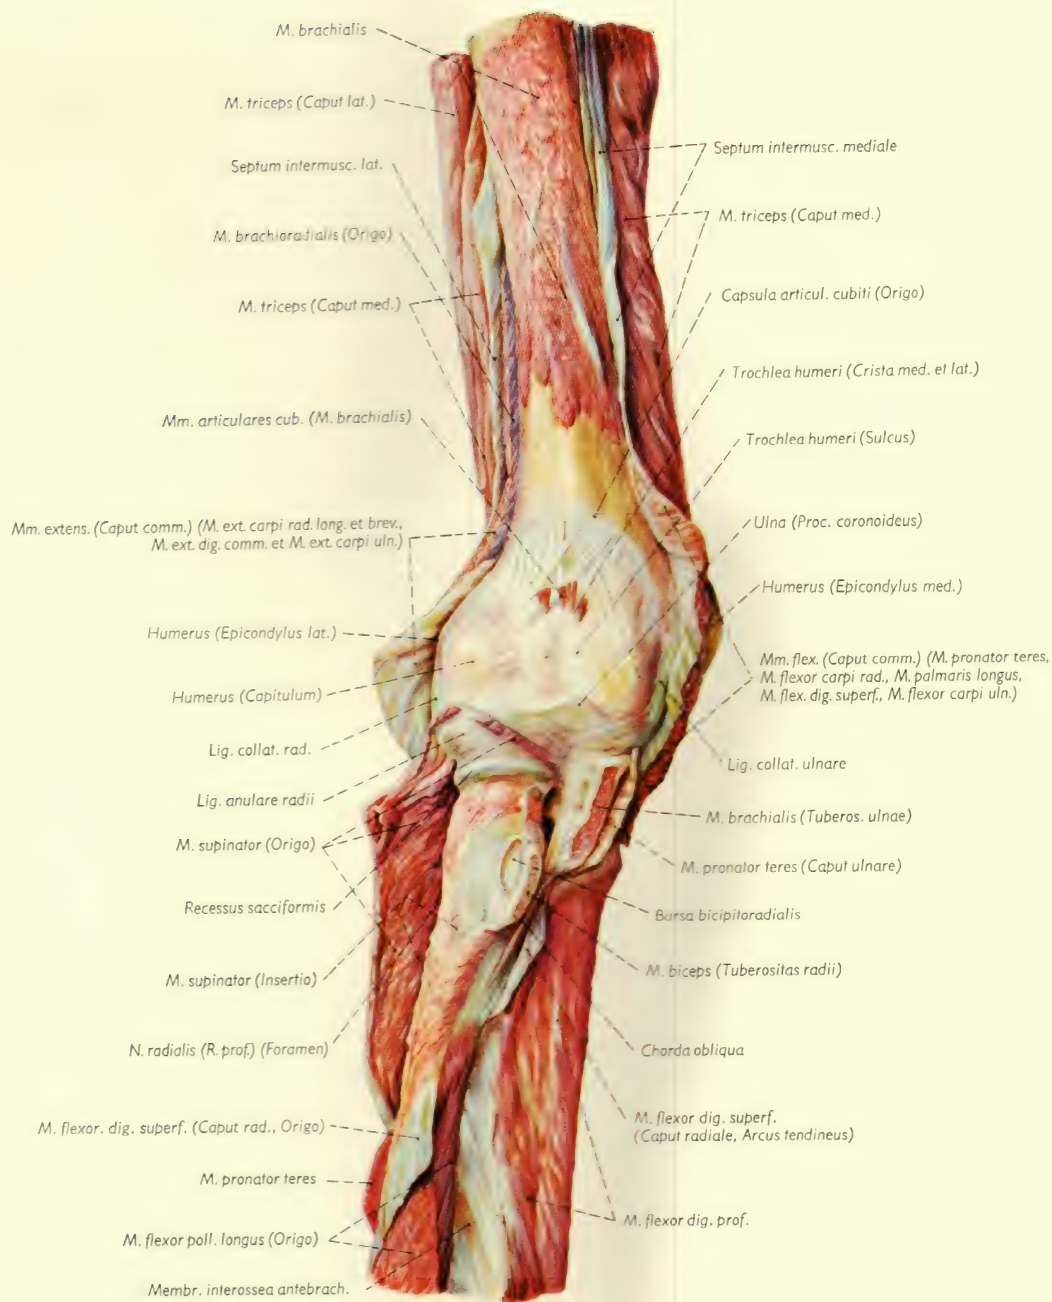 M. brachialis
M. triceps (Caput lat.)
Septum intermusc. lat.
M. brachioradialis (Origo)
M. triceps (Caput med.)
Mm. articulares cub. (M. brachialis)
Mm. extens. (Caput comm.) (M. ext. carpi rad. long. et brev.,
M. ext. dig. comm. et M. ext. carpi uln.)
Humerus (Epicondylus lat.)
Humerus (Capitulum)
Lig. collat. rad.
Lig. anulare radii
M. supinator (Origo)
Recessus sacciformis
M. supinator (Insertio)
N. radialis (R. prof.) (Foramen)
M. flexor. dig. superf. (Caput rad., Origo)
M. pronator teres
M. flexor poll. longus (Origo)
Membr. interossea antebrach.
Septum intermusc. mediale
M. triceps (Caput med.)
Capsula articul. cubiti (Origo)
Trochlea humeri (Crista med. et lat.)
Trochlea humeri (Sulcus)
Ulna (Proc. coronoideus)
Humerus (Epicondylus med.)
Mm. flex. (Caput comm.) (M. pronator teres,
M. flexor carpi rad., M. palmaris longus,
M. flex. dig. superf., M. flexor carpi uln.)
Lig. collat. ulnare
M. brachialis (Tuberos. ulnae)
M. pronator teres (Caput ulnare)
Bursa bicipitoradialis
M. biceps (Tuberositas radii)
Chorda obliqua
M. flexor dig. superf.
(Caput radiale, Arcus tendineus)
M. flexor dig. prof.